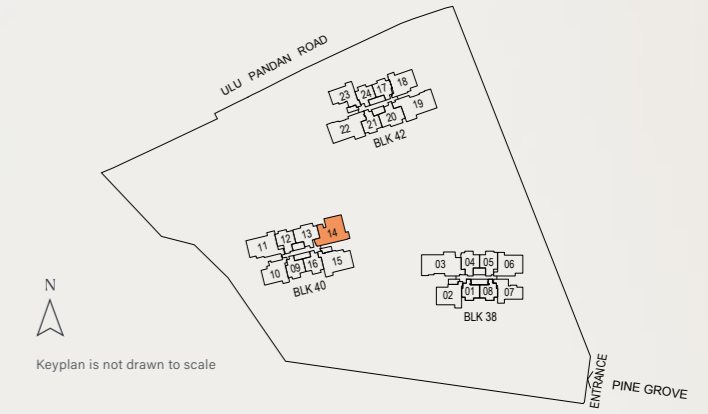 ULU PANDAN ROAD
23 24 17 18
22 21 20 19
BLK 42
11 12 13 14
10 09 16 15
BLK 40
03 04 05 06
02 01 08 07
BLK 38
N
Keyplan is not drawn to scale
ENTRANCE
PINE GROVE